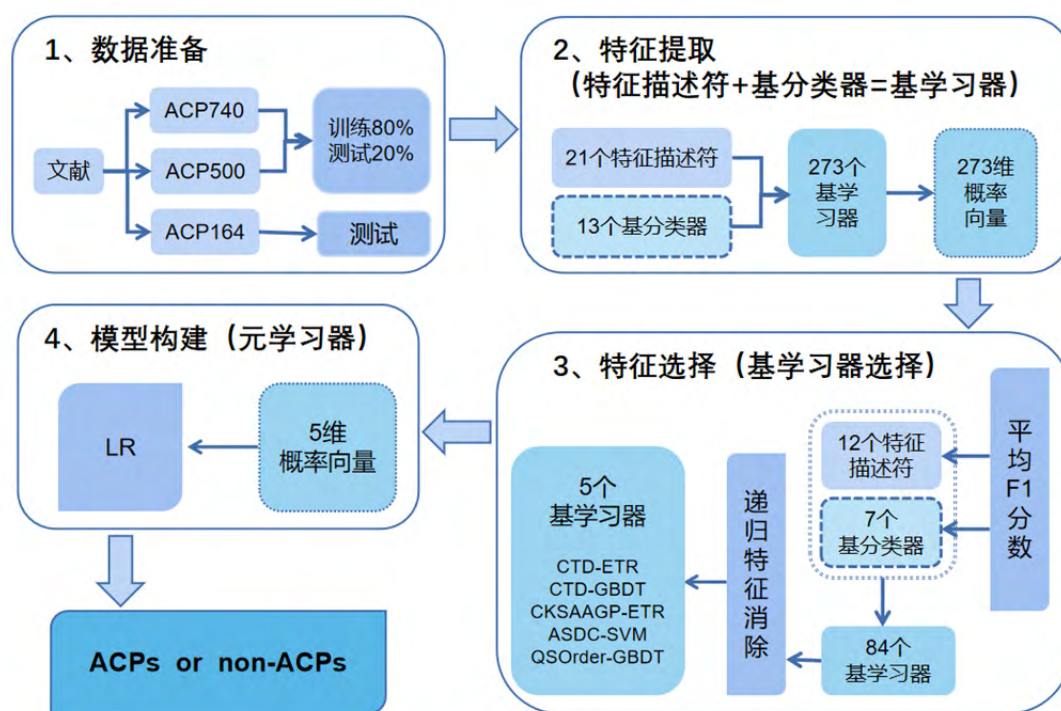 1、数据准备
文献
ACP740
ACP500
ACP164
训练80%
测试20%
测试
2、特征提取
（特征描述符+基分类器=基学习器）
21个特征描述符
13个基分类器
273个
基学
习器
273维
概率
向量
3、特征选择（基学习器选择）
平均F1分数
12个特征
描述符
7个
基分类器
84个
基学习器
递归特征消除
5个
基学习器
CTD-ETR
CTD-GBDT
CKSAAGP-ETR
ASDC-SVM
QSOrder-GBDT
4、模型构建（元学习器）
5维
概率向量
LR
ACPs or non-ACPs